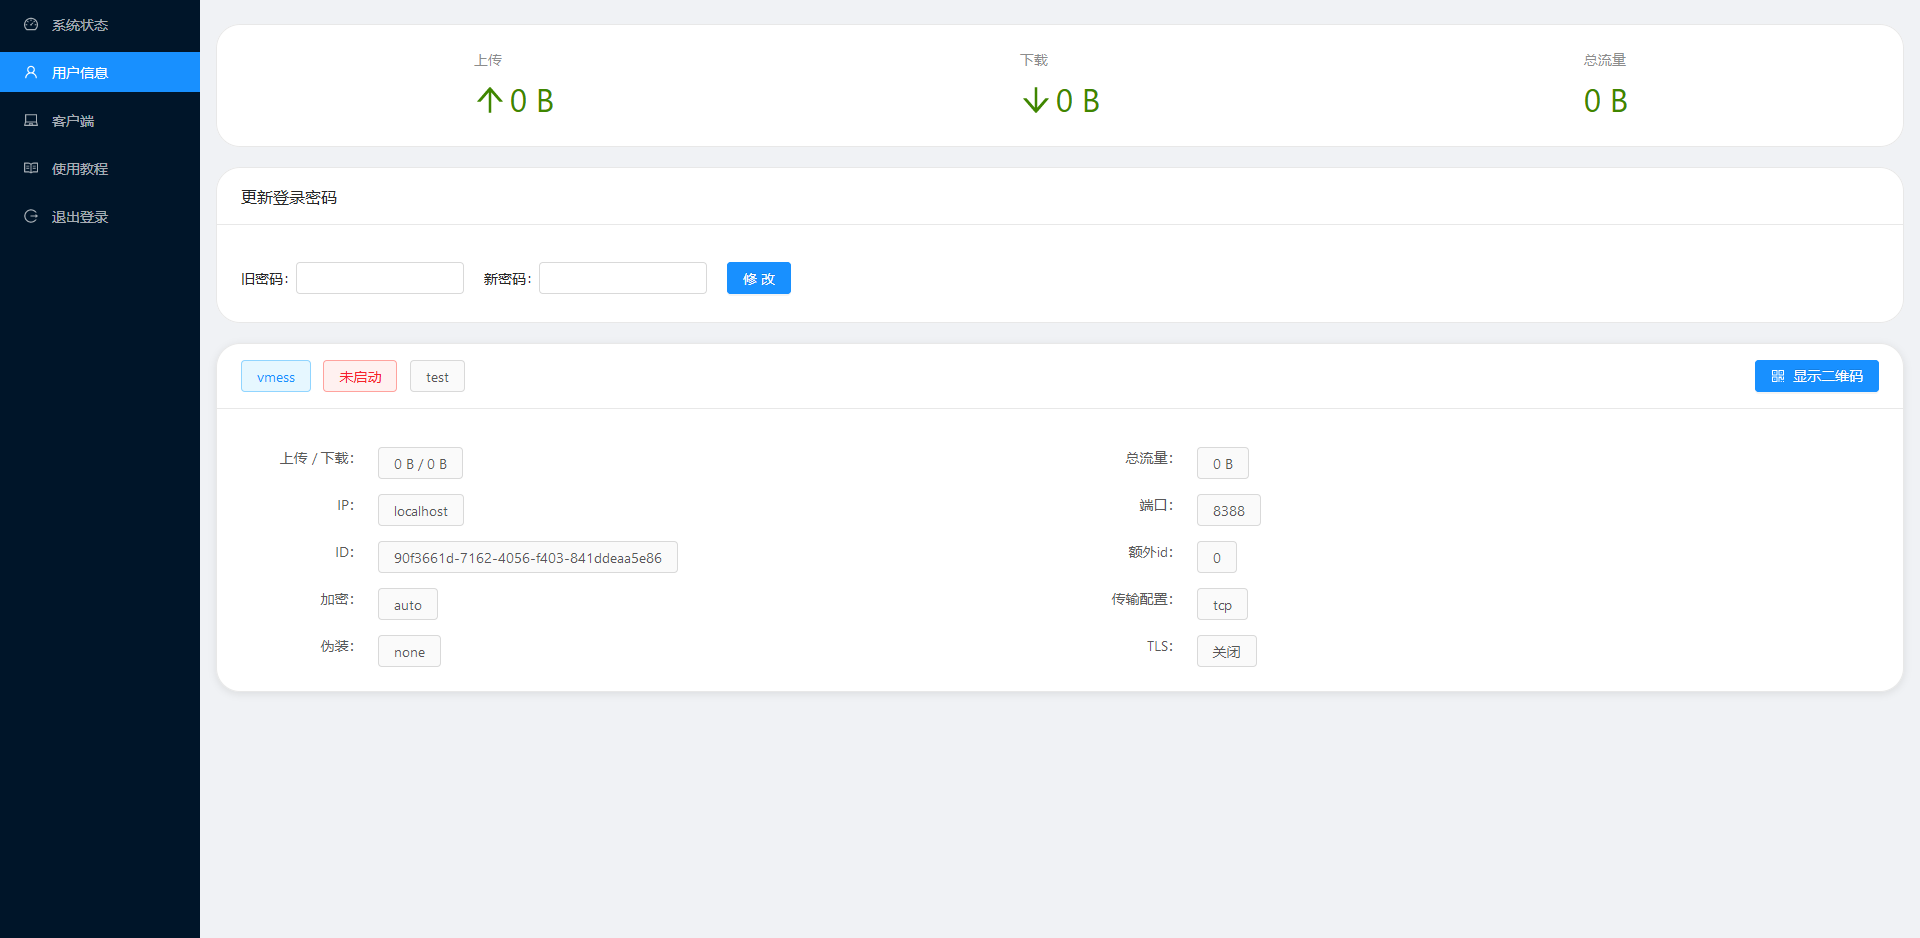 系统状态
用户信息
客户端
使用教程
退出登录
上传
0 B
下载
0 B
总流量
0 B
更新登录密码
旧密码:
新密码:
修 改
vmess
未启动
test
显示二维码
上传 / 下载:
0 B / 0 B
总流量:
0 B
IP:
localhost
端口:
8388
ID:
90f3661d-7162-4056-f403-841ddeaa5e86
额外id:
0
加密:
auto
传输配置:
tcp
伪装:
none
TLS:
关闭